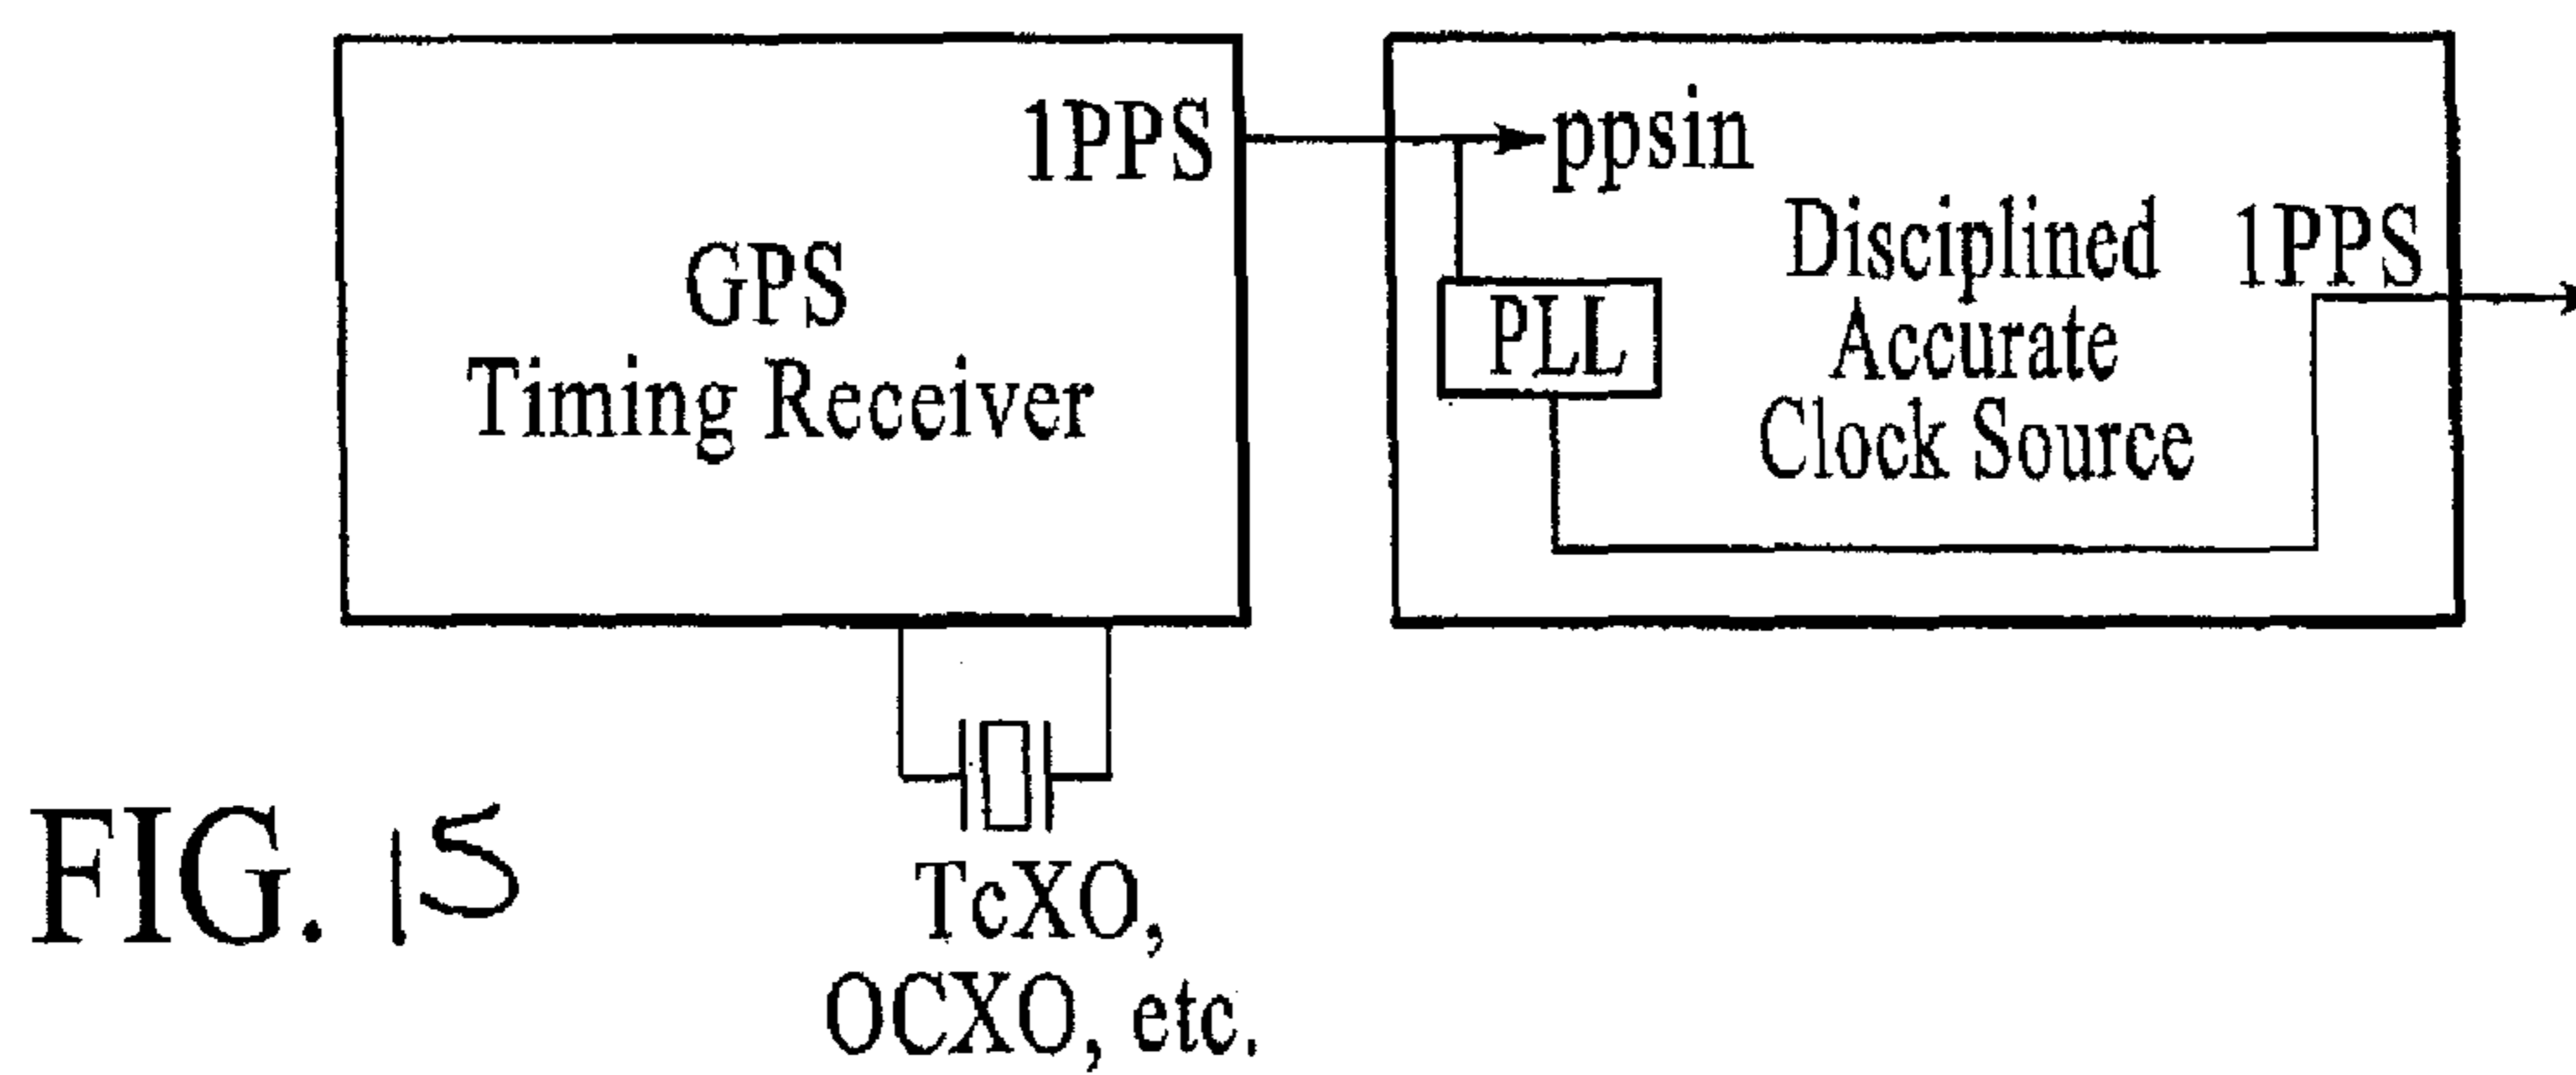 1PPS
GPS
Timing Receiver
ppsin
PLL
Disciplined
Accurate
Clock Source
1PPS
TcXO,
OCXO, etc.
FIG. 15